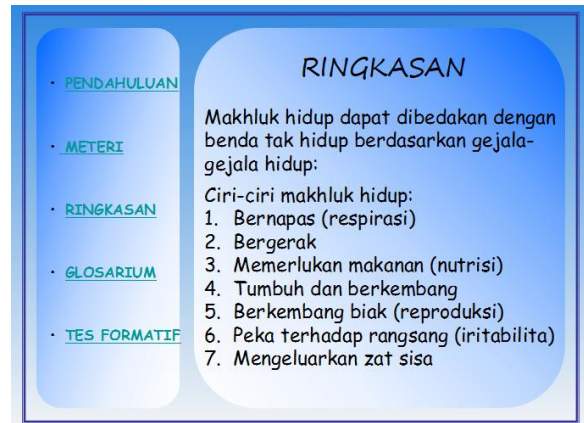 • PENDAHULUAN
• METERI
• RINGKASAN
• GLOSARIUM
• TES FORMATIF
RINGKASAN
Makhluk hidup dapat dibedakan dengan
benda tak hidup berdasarkan gejala-
gejala hidup:
Ciri-ciri makhluk hidup:
1. Bernapas (respirasi)
2. Bergerak
3. Memerlukan makanan (nutrisi)
4. Tumbuh dan berkembang
5. Berkembang biak (reproduksi)
6. Peka terhadap rangsang (iritabilita)
7. Mengeluarkan zat sisa